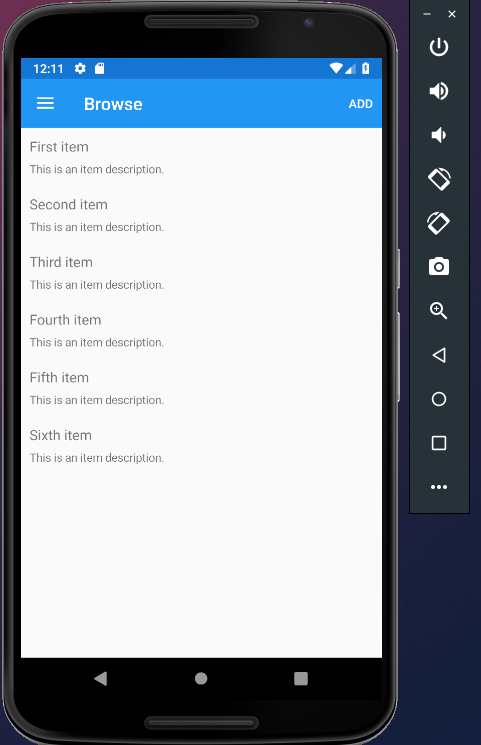 12:11
Browse
ADD
First item
This is an item description.
Second item
This is an item description.
Third item
This is an item description.
Fourth item
This is an item description.
Fifth item
This is an item description.
Sixth item
This is an item description.